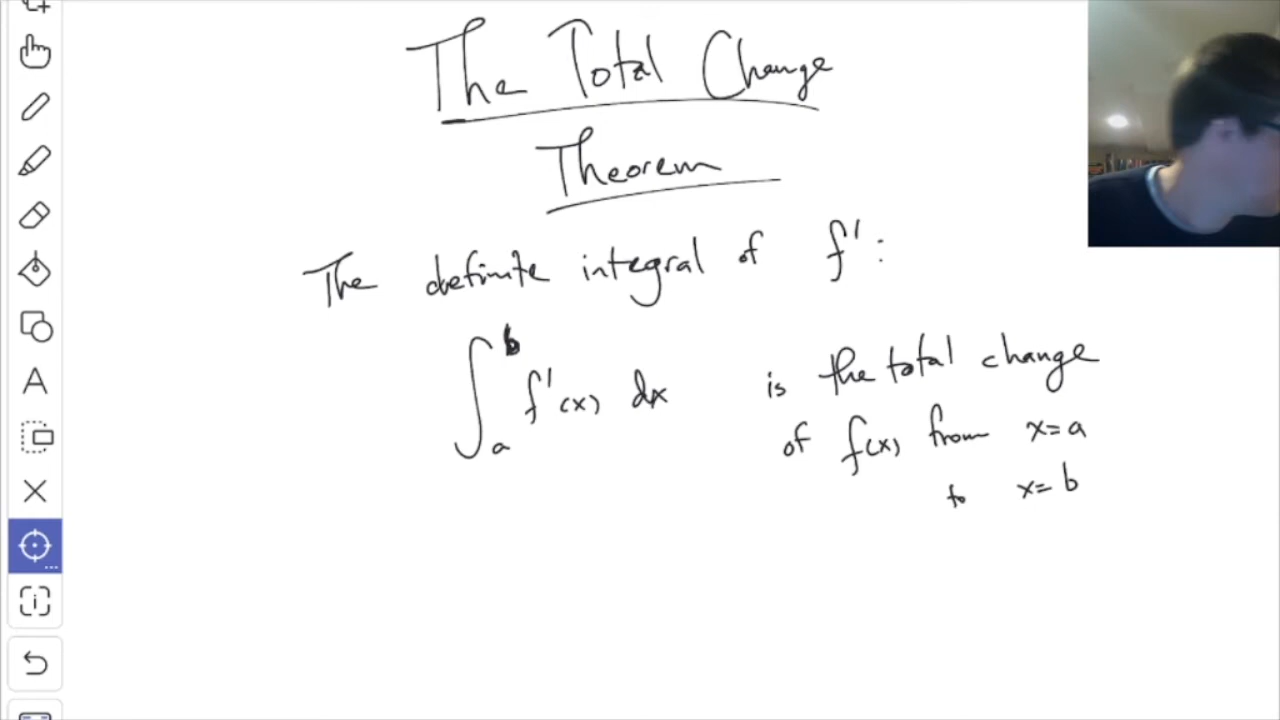 The Total Change
Theorem
The definite integral of f' :
∫_a^b f'(x) dx is the total change
of f(x) from x=a
to x=b